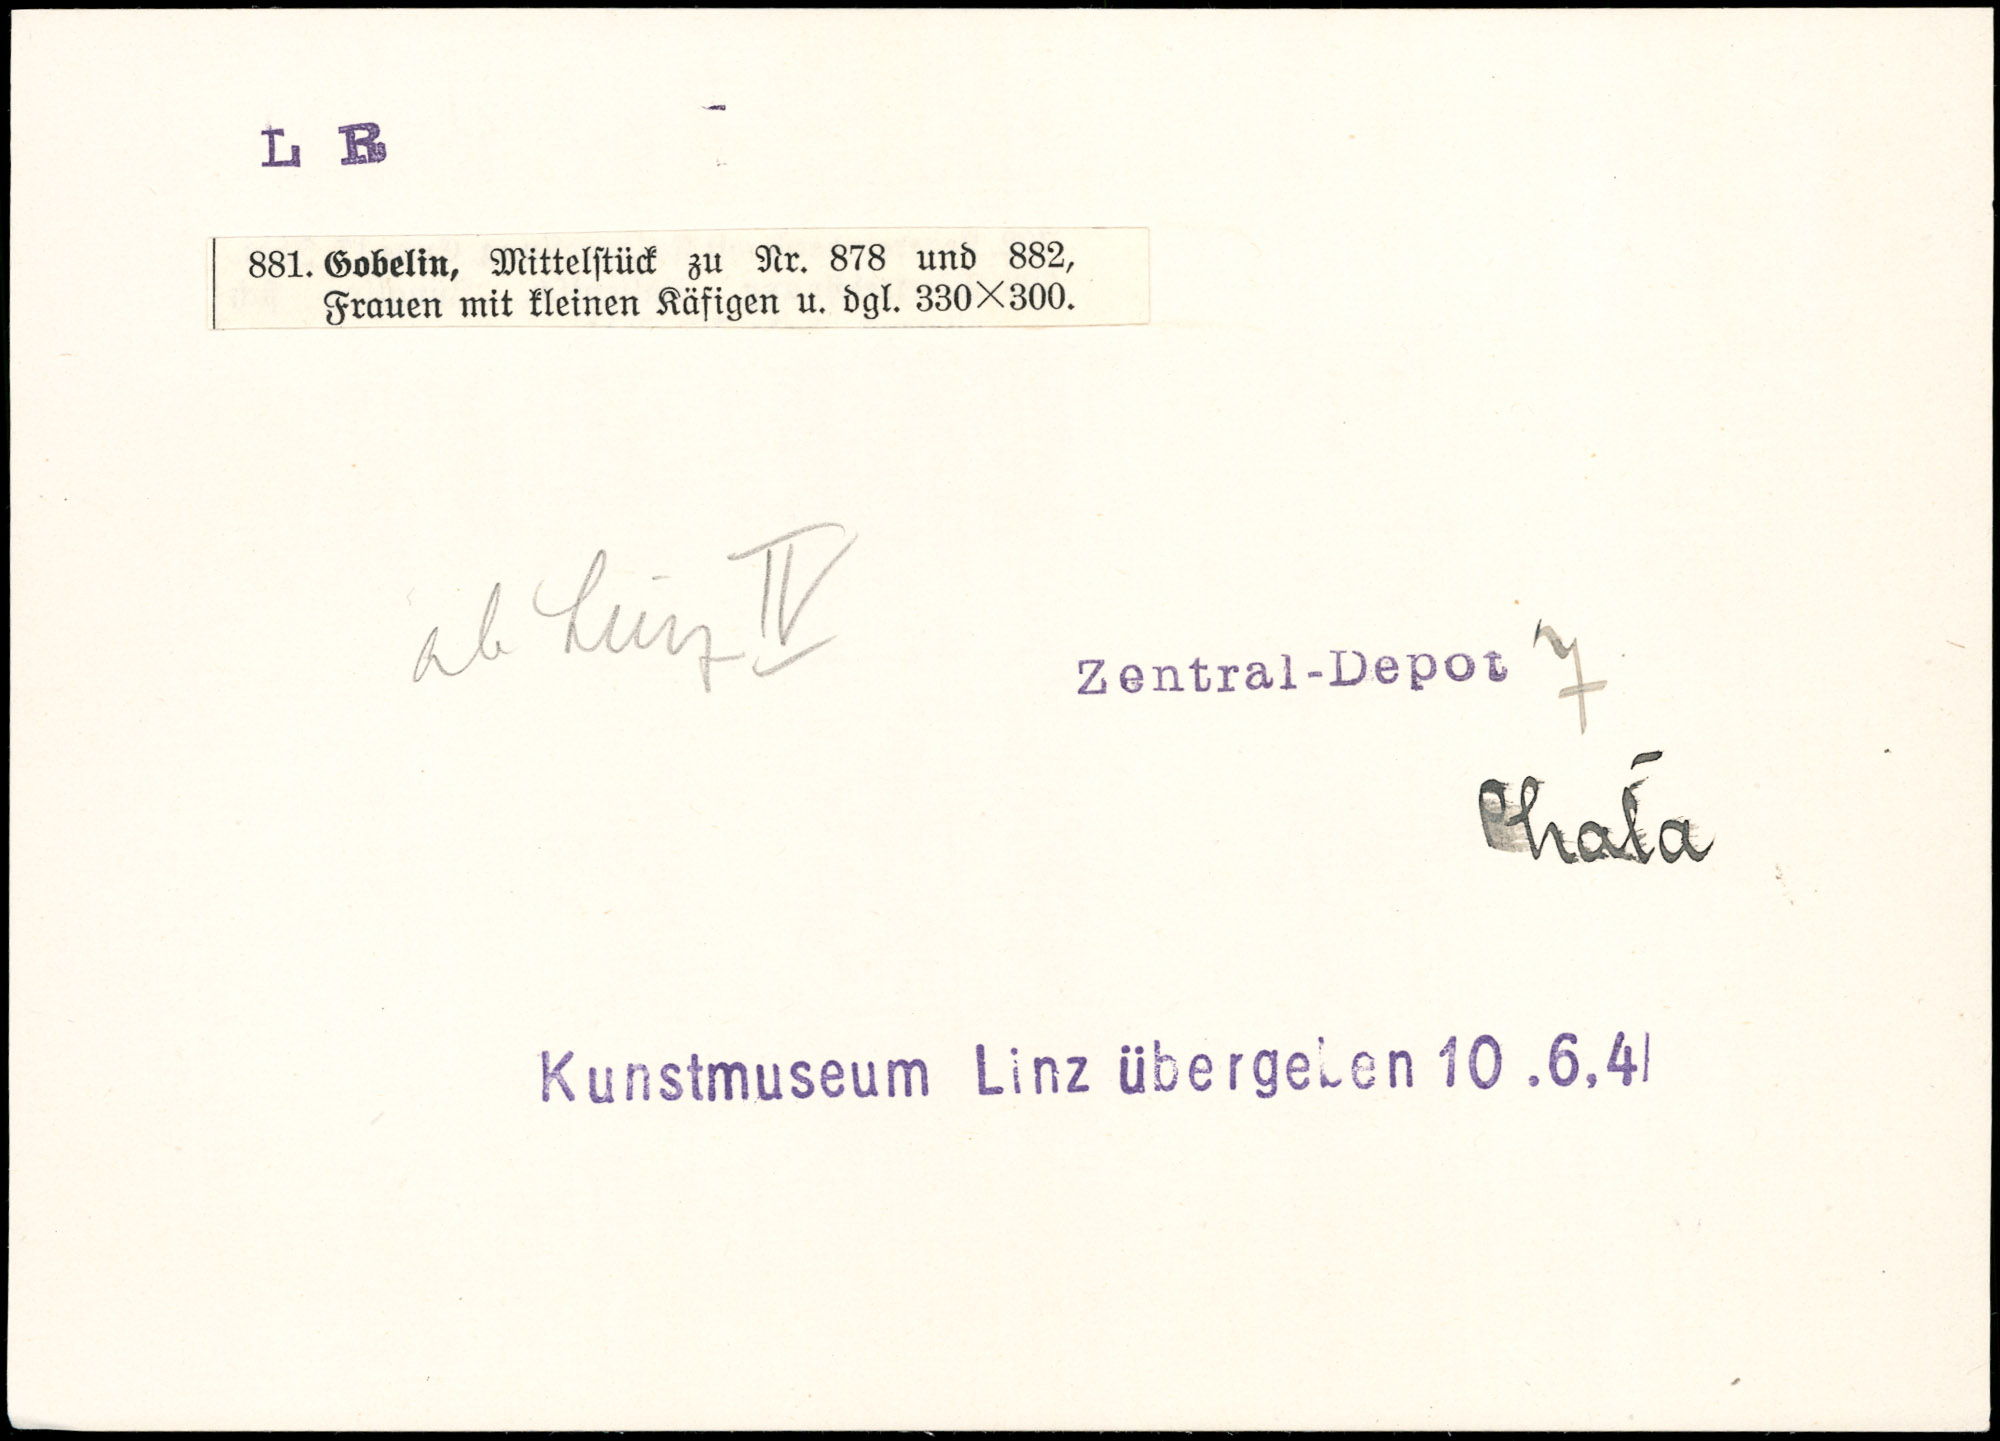 L R
881. Gobelin, Mittelstück zu Nr. 878 und 882,
Frauen mit kleinen Käfigen u. dgl. 330×300.
ab Linz IV
Zentral-Depot 7
Kunstmuseum Linz übergeben 10.6.41